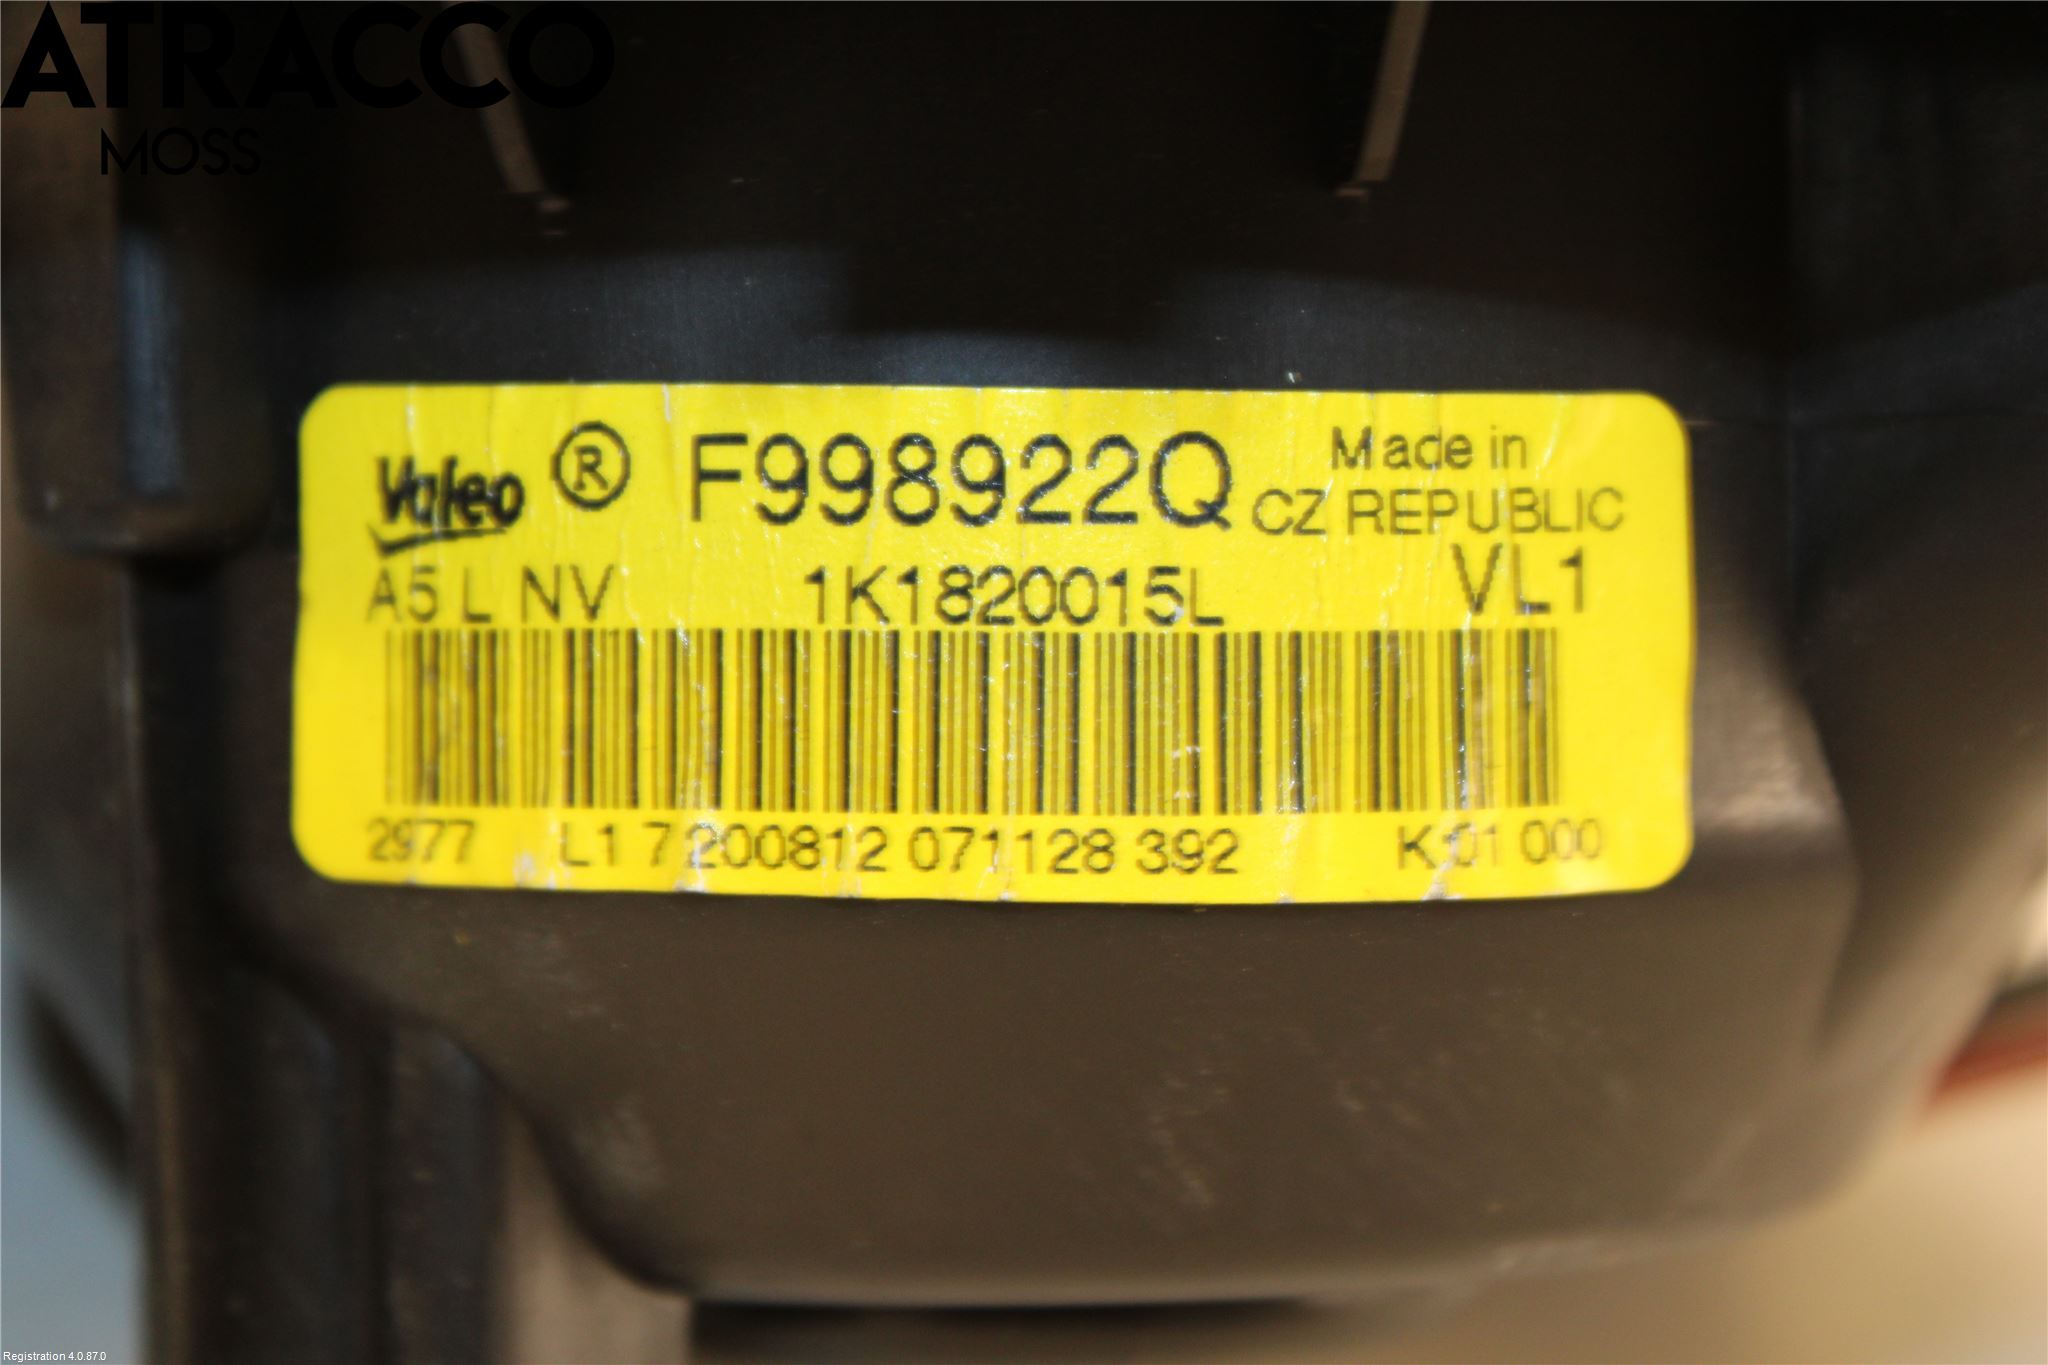 ATRACCO
MOSS
Valeo ® F998922Q Made in
CZ REPUBLIC
A5 L NV 1K1820015L VL1
2977 L1 7 200812 071128 392 K 01 000
Registration 4.0.87.0